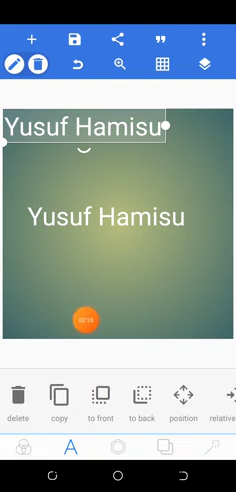 Yusuf Hamisu
Yusuf Hamisu
delete
copy
to front
to back
position
relative